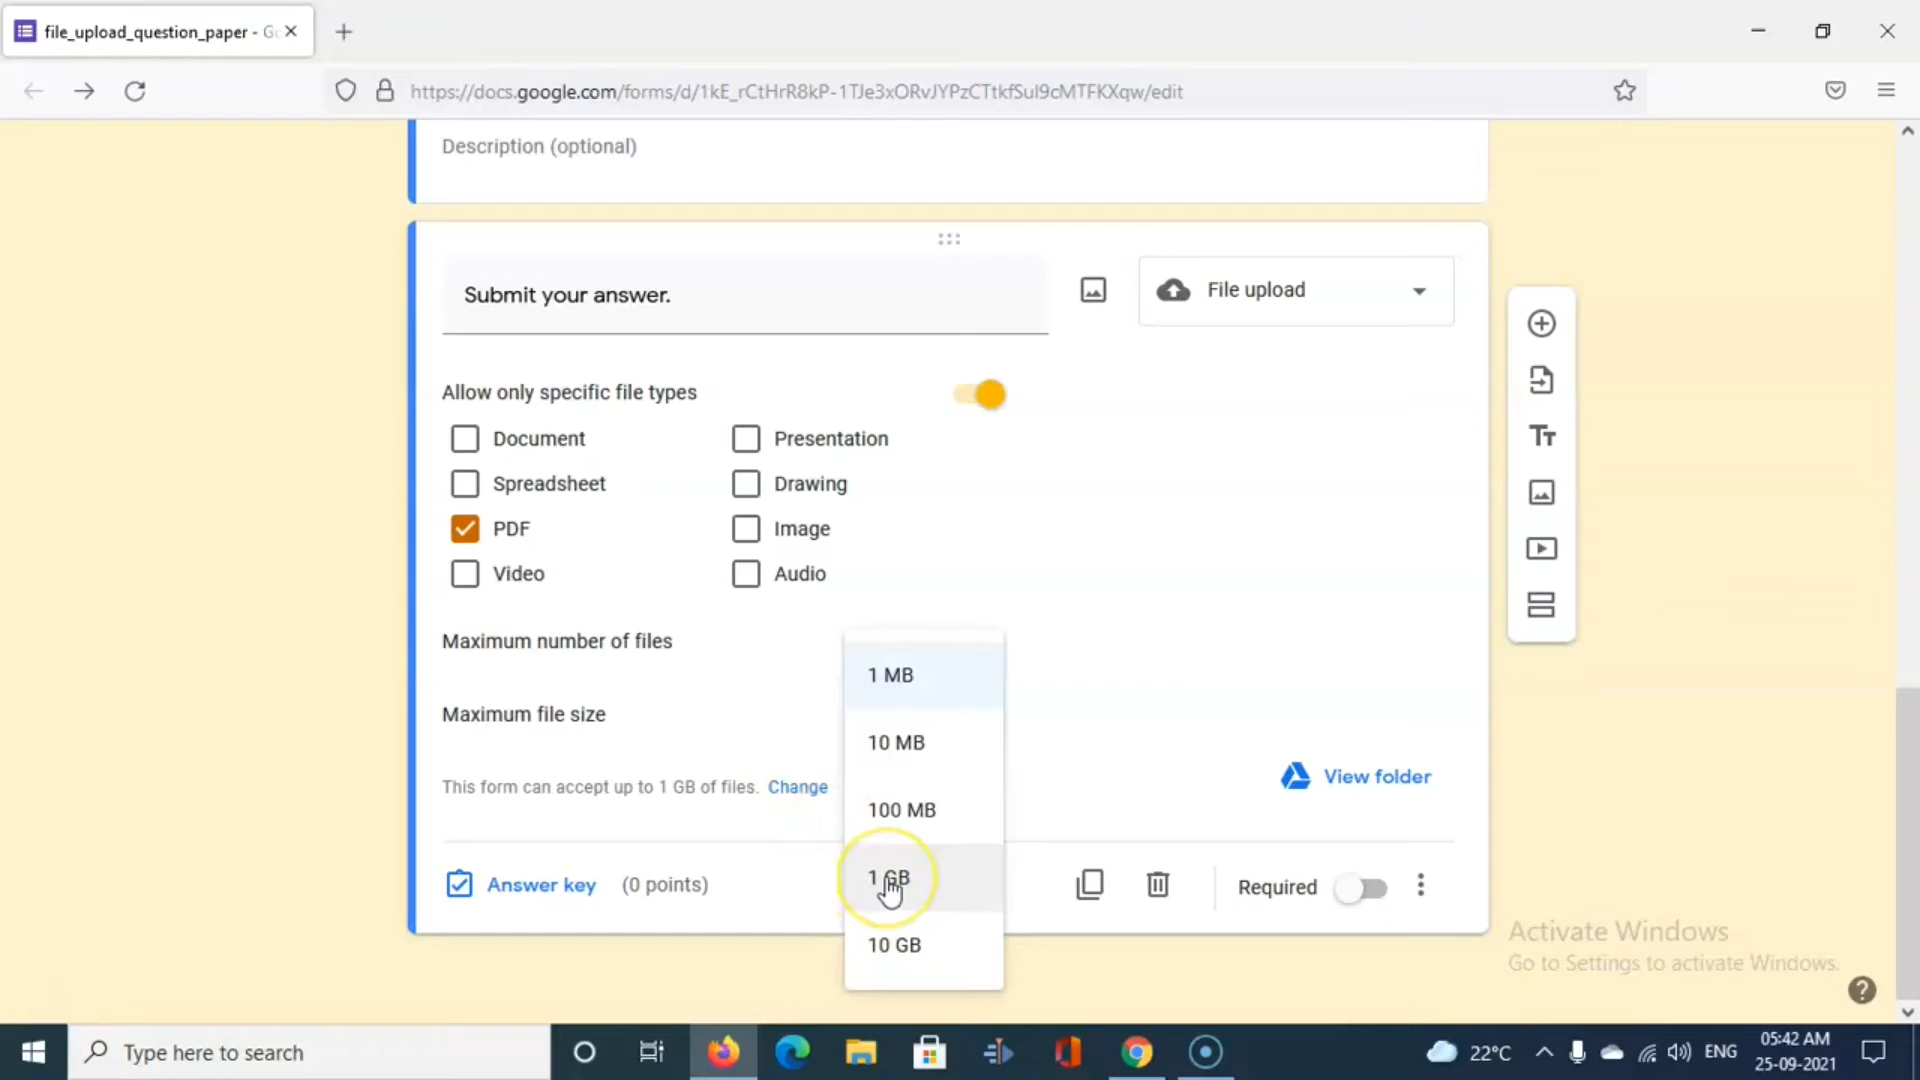 file_upload_question_paper - Go
https://docs.google.com/forms/d/1kE_rCtHrR8kP-1TJe3xORvJYPzCTtkfSuI9cMTFKXqw/edit
Description (optional)
Submit your answer.
File upload
Allow only specific file types
Document
Presentation
Spreadsheet
Drawing
PDF
Image
Video
Audio
Maximum number of files
1 MB
Maximum file size
10 MB
This form can accept up to 1 GB of files. Change
View folder
100 MB
1 GB
Answer key (0 points)
Required
10 GB
Activate Windows
Go to Settings to activate Windows.
Type here to search
22°C
ENG
05:42 AM
25-09-2021